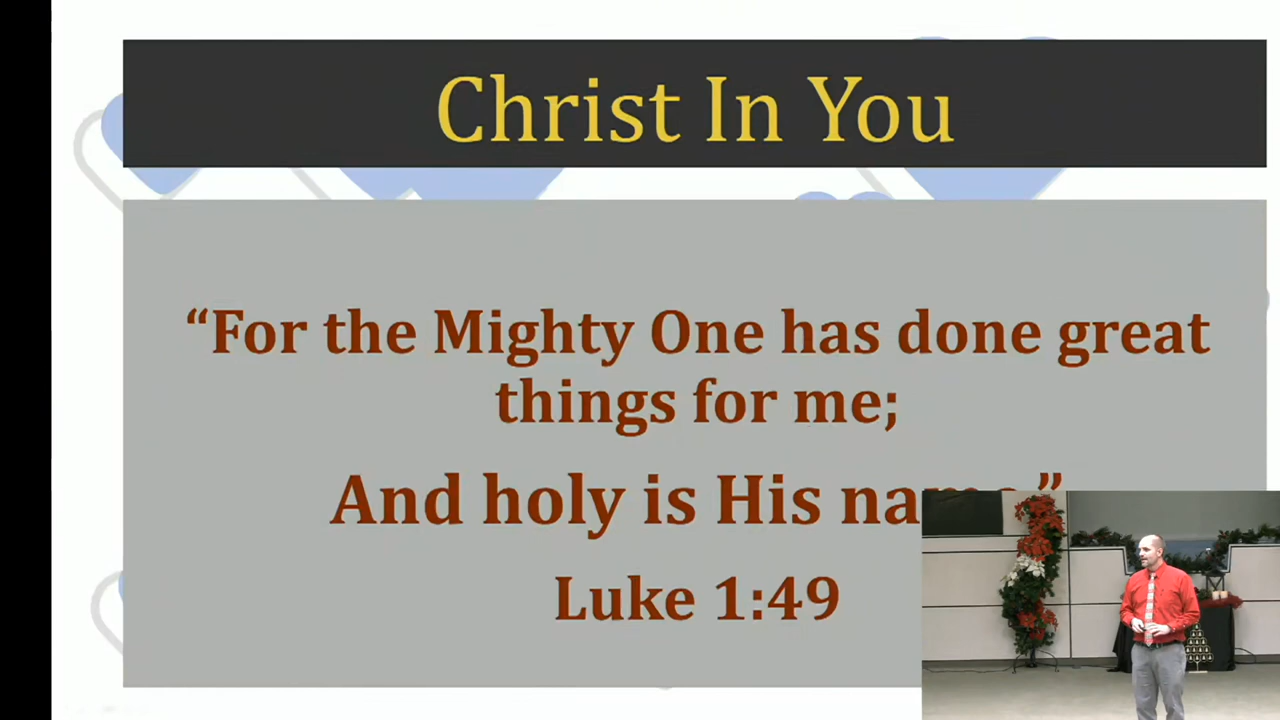 Christ In You
“For the Mighty One has done great
things for me;
And holy is His
Luke 1:49